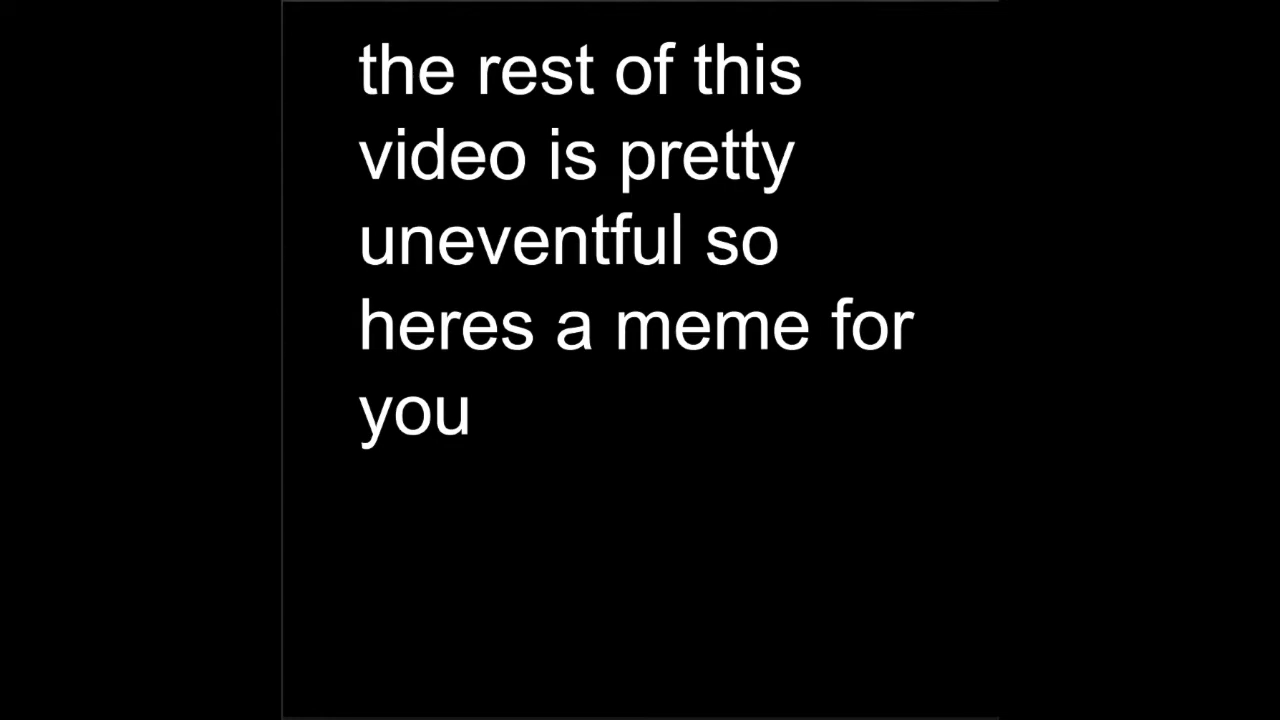 the rest of this
video is pretty
uneventful so
heres a meme for
you